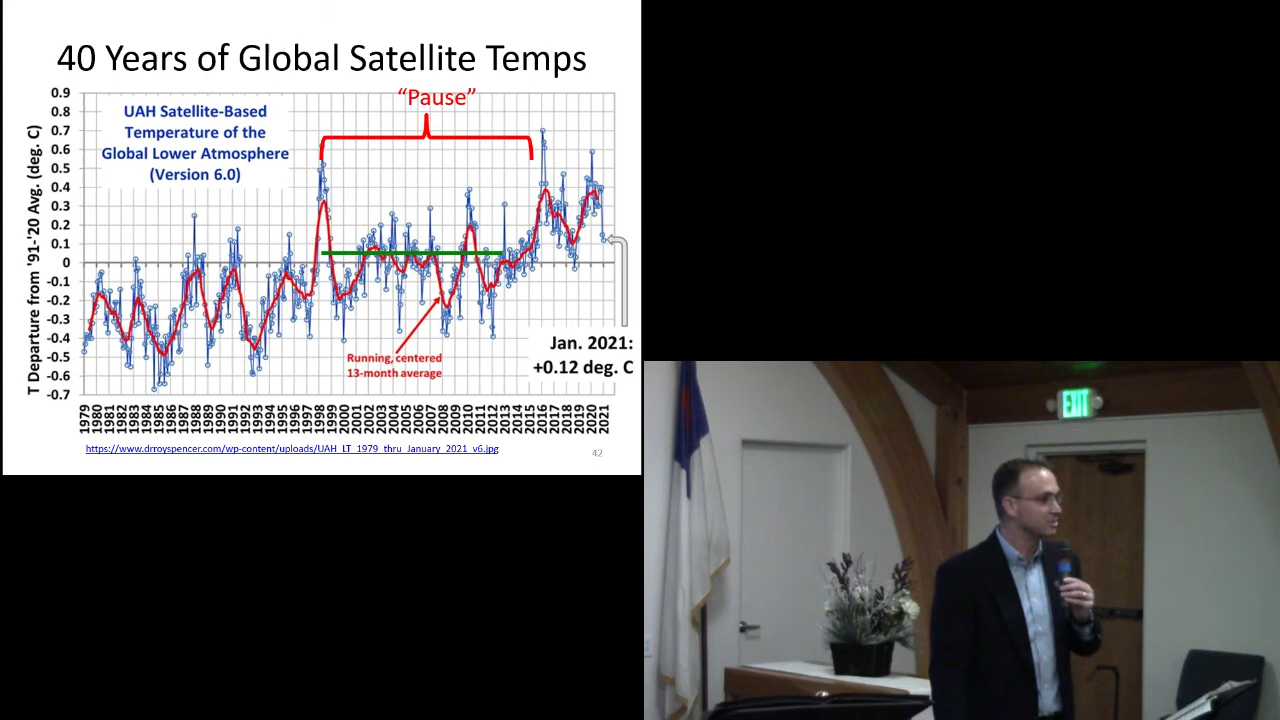 40 Years of Global Satellite Temps
"Pause"
UAH Satellite-Based
Temperature of the
Global Lower Atmosphere
(Version 6.0)
T Departure from '91-'20 Avg. (deg. C)
0.9
0.8
0.7
0.6
0.5
0.4
0.3
0.2
0.1
0
-0.1
-0.2
-0.3
-0.4
-0.5
-0.6
-0.7
Running, centered
13-month average
Jan. 2021:
+0.12 deg. C
1979 1980 1981 1982 1983 1984 1985 1986 1987 1988 1989 1990 1991 1992 1993 1994 1995 1996 1997 1998 1999 2000 2001 2002 2003 2004 2005 2006 2007 2008 2009 2010 2011 2012 2013 2014 2015 2016 2017 2018 2019 2020 2021
https://www.drroyspencer.com/wp-content/uploads/UAH_LT_1979_thru_January_2021_v6.jpg
42
EXIT